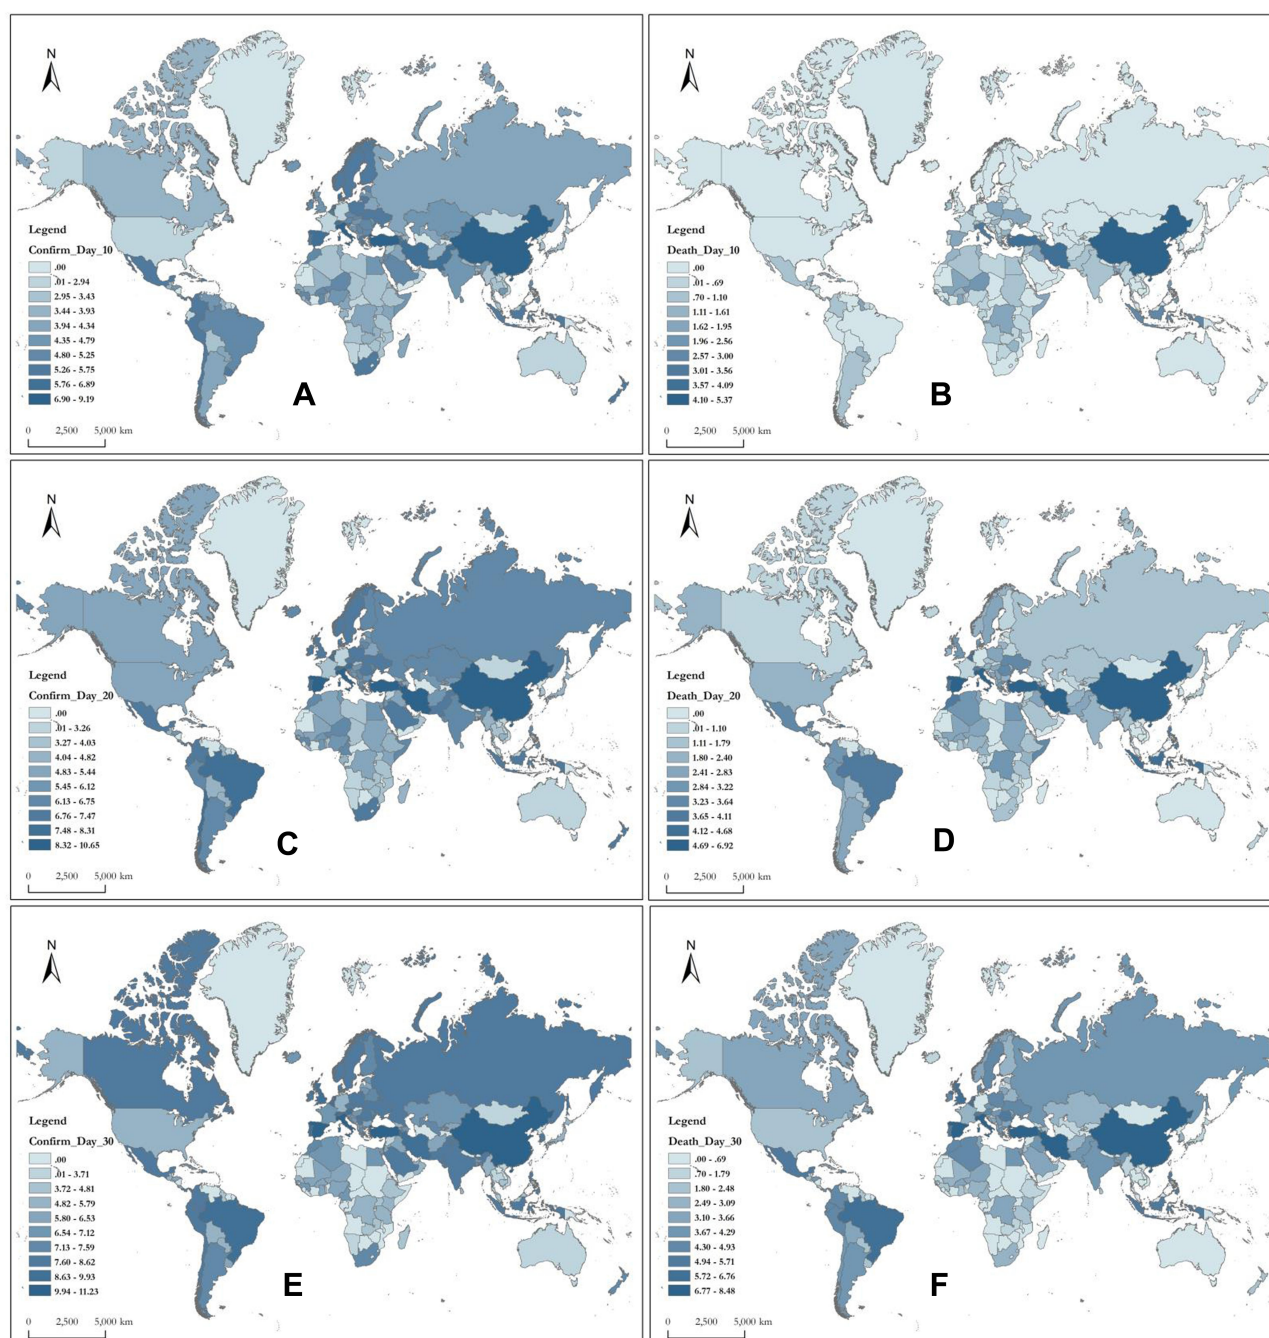 N
Legend
Confirm_Day_10
.00
.01 - 2.94
2.95 - 3.43
3.44 - 3.93
3.94 - 4.34
4.35 - 4.79
4.80 - 5.25
5.26 - 5.75
5.76 - 6.89
6.90 - 9.19
0 2,500 5,000 km
A
N
Legend
Death_Day_10
.00
.01 - .69
.70 - 1.10
1.11 - 1.61
1.62 - 1.95
1.96 - 2.56
2.57 - 3.00
3.01 - 3.56
3.57 - 4.09
4.10 - 5.37
0 2,500 5,000 km
B
N
Legend
Confirm_Day_20
.00
.01 - 3.26
3.27 - 4.03
4.04 - 4.82
4.83 - 5.44
5.45 - 6.12
6.13 - 6.75
6.76 - 7.47
7.48 - 8.31
8.32 - 10.65
0 2,500 5,000 km
C
N
Legend
Death_Day_20
.00
.01 - 1.10
1.11 - 1.79
1.80 - 2.40
2.41 - 2.83
2.84 - 3.22
3.23 - 3.64
3.65 - 4.11
4.12 - 4.68
4.69 - 6.92
0 2,500 5,000 km
D
N
Legend
Confirm_Day_30
.00
.01 - 3.71
3.72 - 4.81
4.82 - 5.79
5.80 - 6.53
6.54 - 7.12
7.13 - 7.59
7.60 - 8.62
8.63 - 9.93
9.94 - 11.23
0 2,500 5,000 km
E
N
Legend
Death_Day_30
.00 - .69
.70 - 1.79
1.80 - 2.48
2.49 - 3.09
3.10 - 3.66
3.67 - 4.29
4.30 - 4.93
4.94 - 5.71
5.72 - 6.76
6.77 - 8.48
0 2,500 5,000 km
F